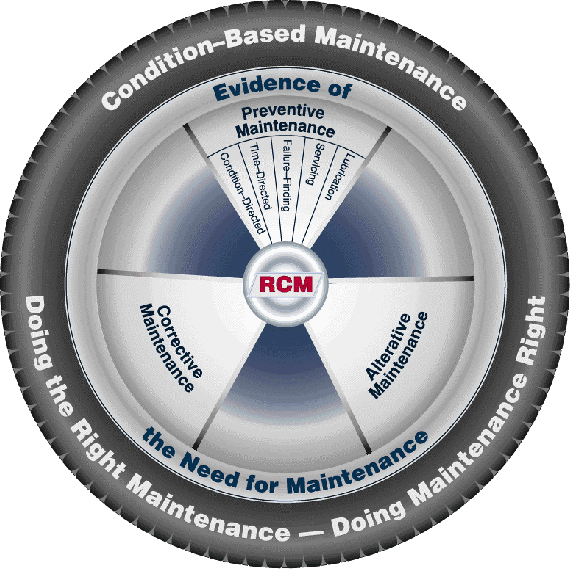 Condition–Based Maintenance
Evidence of
Preventive
Maintenance
Condition–Directed
Time–Directed
Failure–Finding
Servicing
Lubrication
RCM
Corrective
Maintenance
Alterative
Maintenance
the Need for Maintenance
Doing the Right Maintenance — Doing Maintenance Right